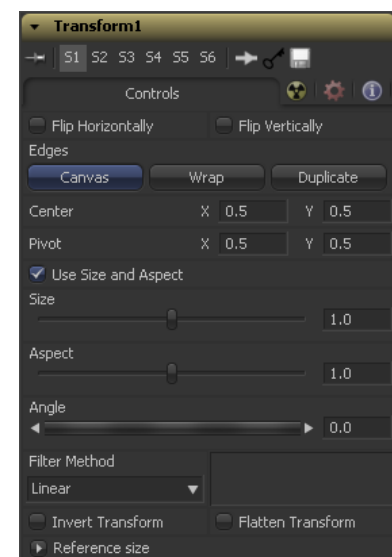 Transform1
S1 S2 S3 S4 S5 S6
Controls
Flip Horizontally Flip Vertically
Edges
Canvas Wrap Duplicate
Center X 0.5 Y 0.5
Pivot X 0.5 Y 0.5
Use Size and Aspect
Size
1.0
Aspect
1.0
Angle
0.0
Filter Method
Linear
Invert Transform Flatten Transform
Reference size